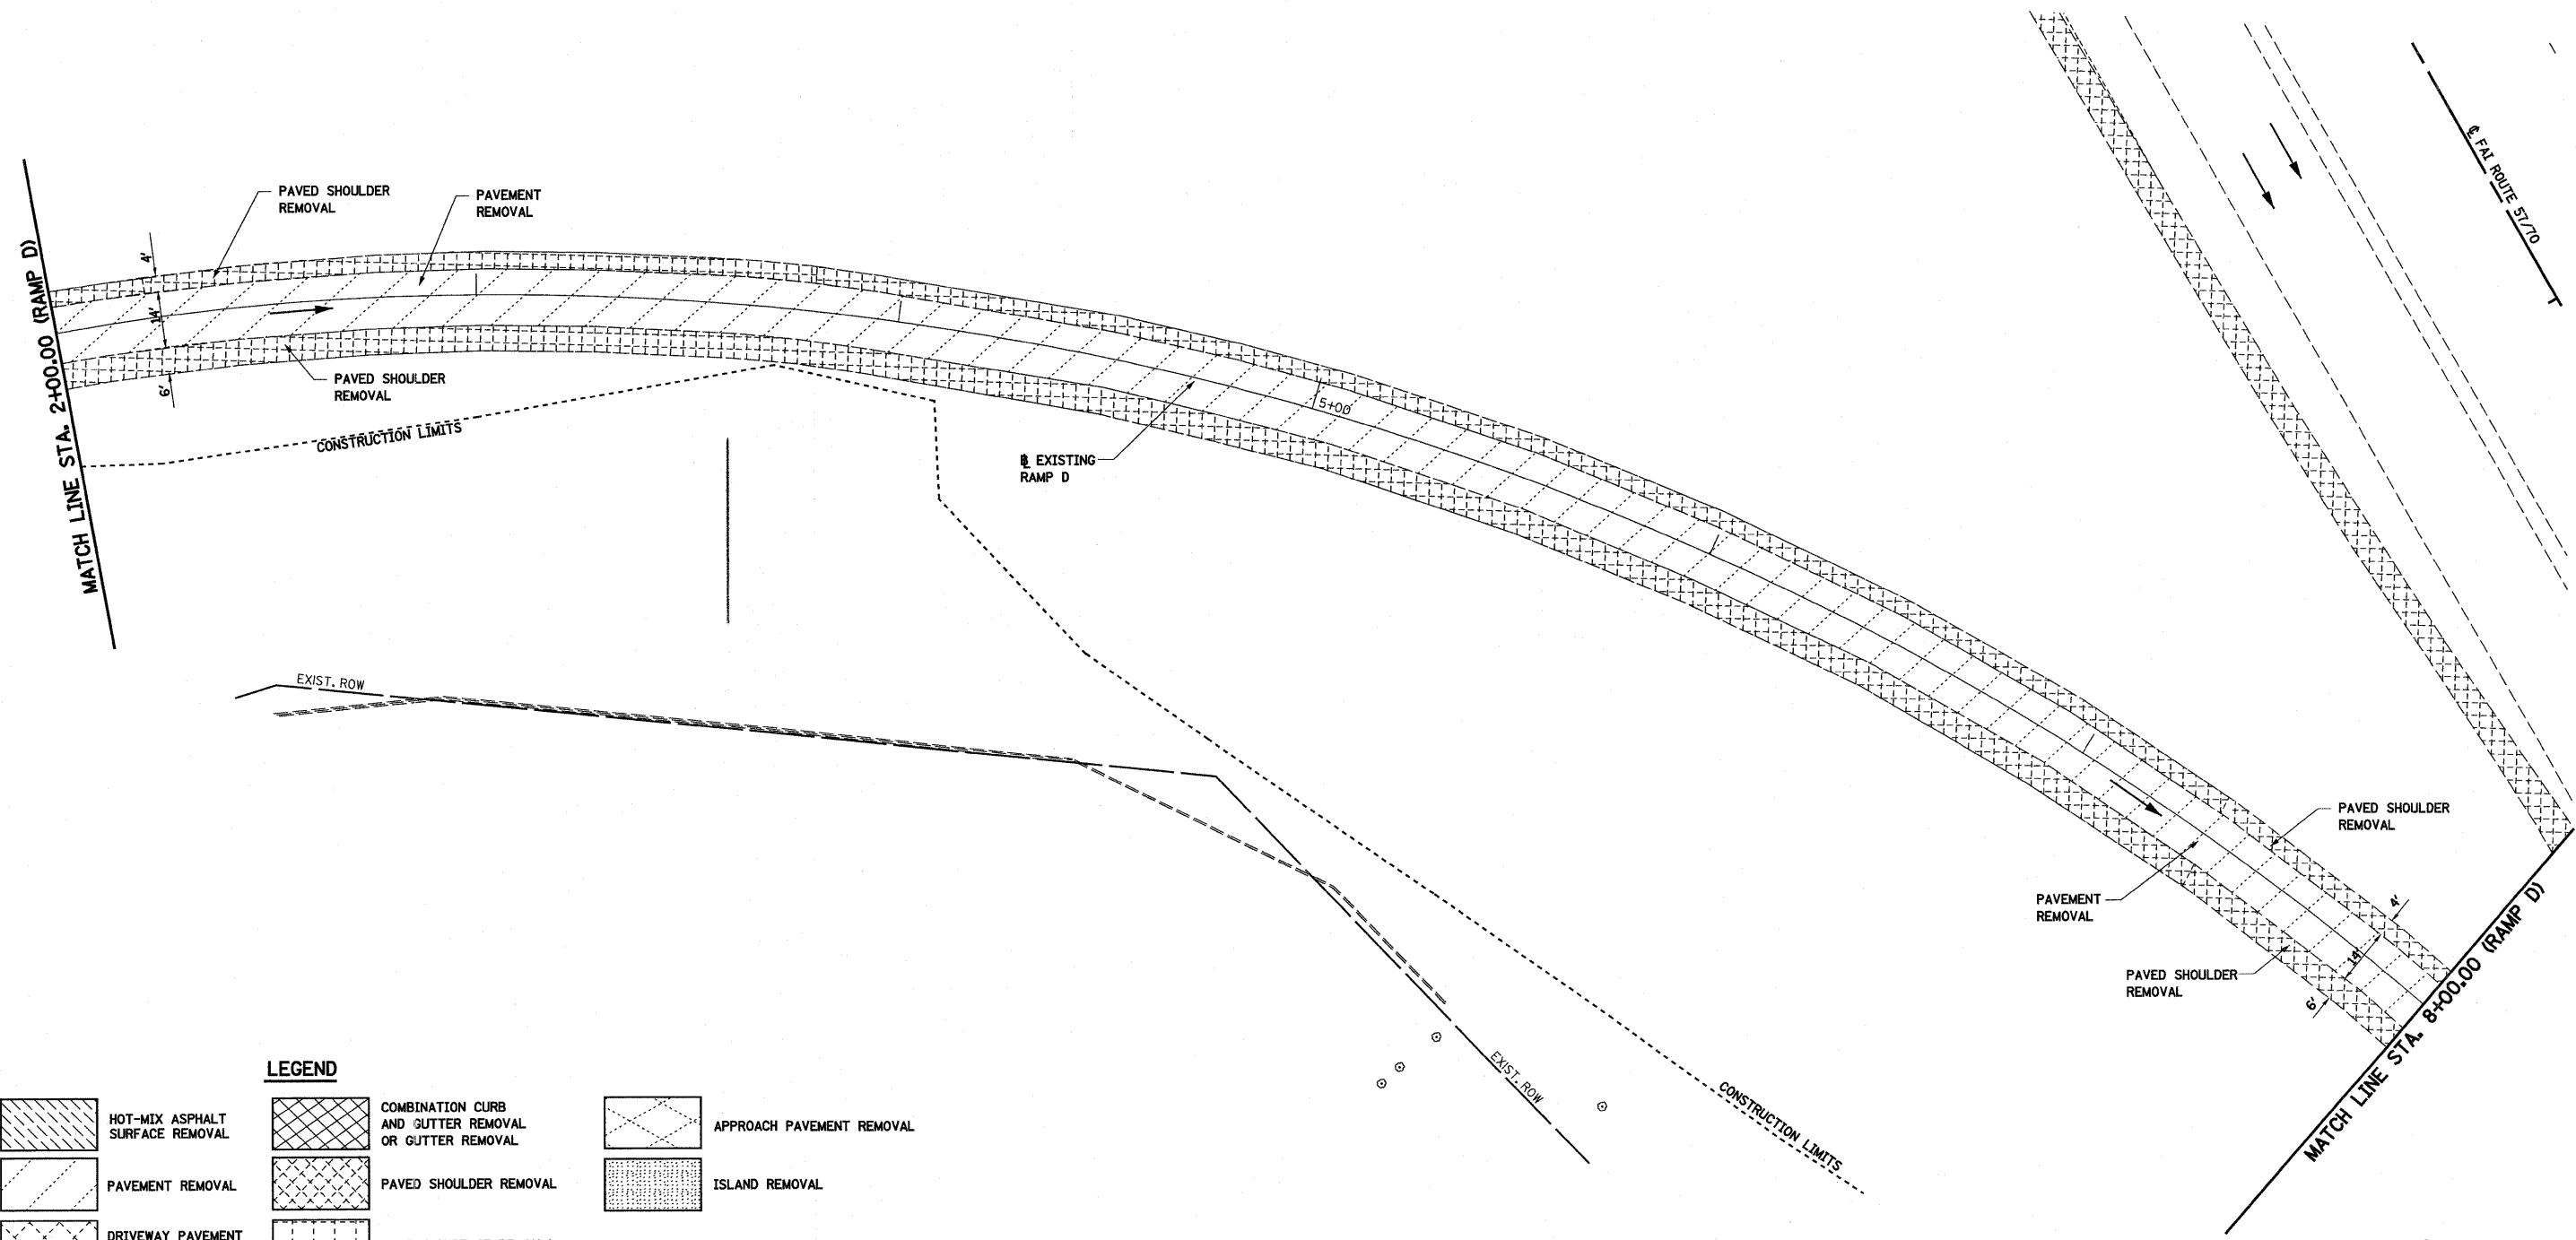 PAVED SHOULDER
REMOVAL
PAVEMENT
REMOVAL
4'
14'
6'
PAVED SHOULDER
REMOVAL
CONSTRUCTION LIMITS
MATCH LINE STA. 2+00.00 (RAMP D)
EXISTING
RAMP D
5+00
FAI ROUTE 57/70
EXIST. ROW
PAVED SHOULDER
REMOVAL
PAVEMENT
REMOVAL
PAVED SHOULDER
REMOVAL
4'
14'
6'
MATCH LINE STA. 8+00.00 (RAMP D)
EXIST. ROW
CONSTRUCTION LIMITS
LEGEND
HOT-MIX ASPHALT
SURFACE REMOVAL
COMBINATION CURB
AND GUTTER REMOVAL
OR GUTTER REMOVAL
APPROACH PAVEMENT REMOVAL
PAVEMENT REMOVAL
PAVED SHOULDER REMOVAL
ISLAND REMOVAL
DRIVEWAY PAVEMENT